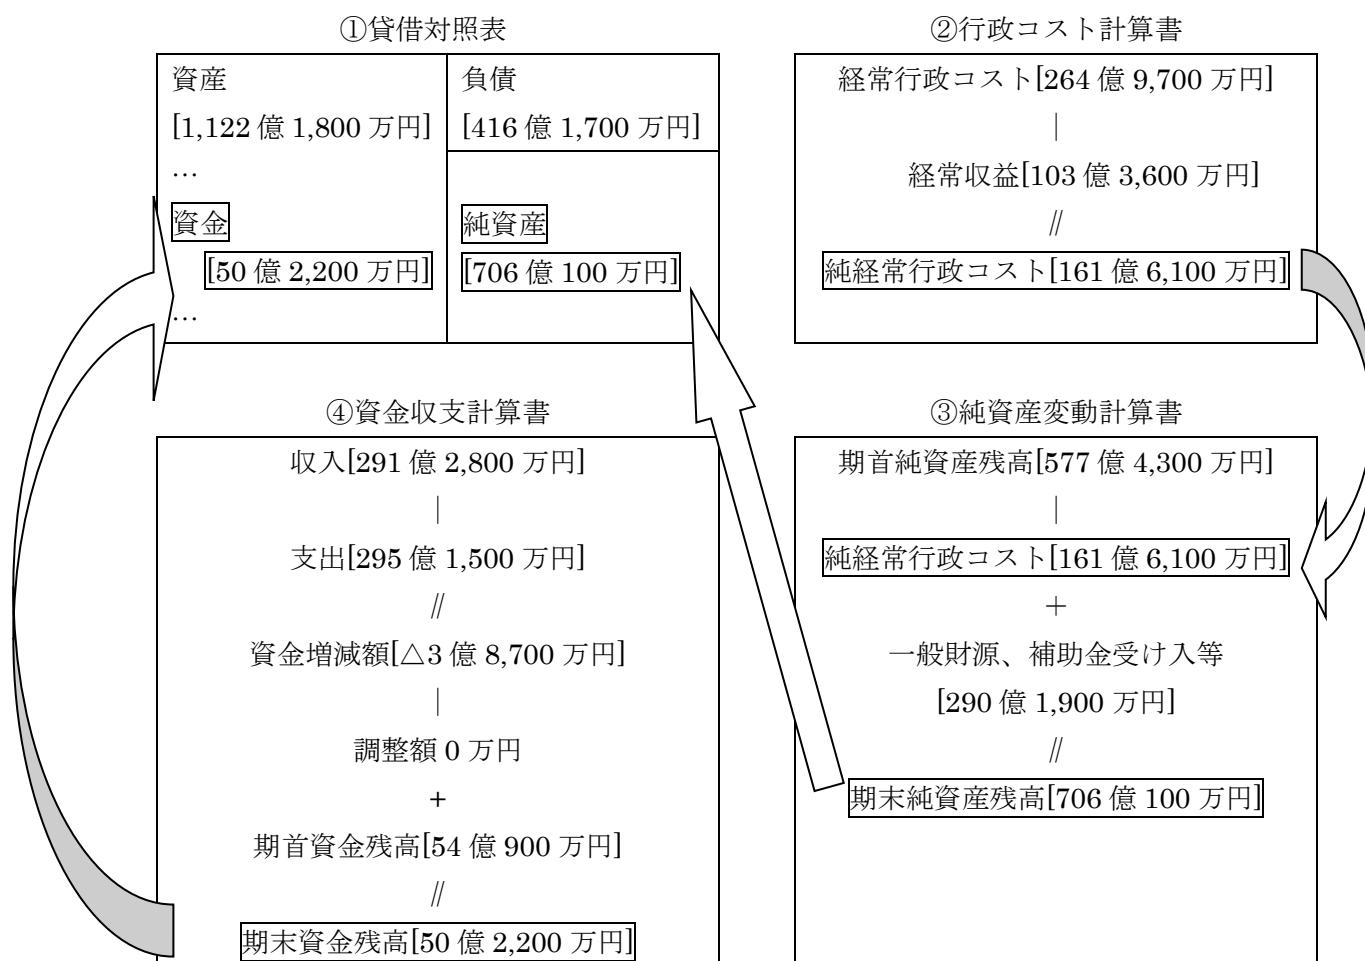 ①貸借対照表
資産
[1,122 億 1,800 万円]
…
資金
[50 億 2,200 万円]
…
負債
[416 億 1,700 万円]
純資産
[706 億 100 万円]
②行政コスト計算書
経常行政コスト[264 億 9,700 万円]
|
経常収益[103 億 3,600 万円]
//
純経常行政コスト[161 億 6,100 万円]
④資金収支計算書
収入[291 億 2,800 万円]
|
支出[295 億 1,500 万円]
//
資金増減額[△3 億 8,700 万円]
|
調整額 0 万円
+
期首資金残高[54 億 900 万円]
//
期末資金残高[50 億 2,200 万円]
③純資産変動計算書
期首純資産残高[577 億 4,300 万円]
|
純経常行政コスト[161 億 6,100 万円]
＋
一般財源、補助金受け入等
[290 億 1,900 万円]
//
期末純資産残高[706 億 100 万円]